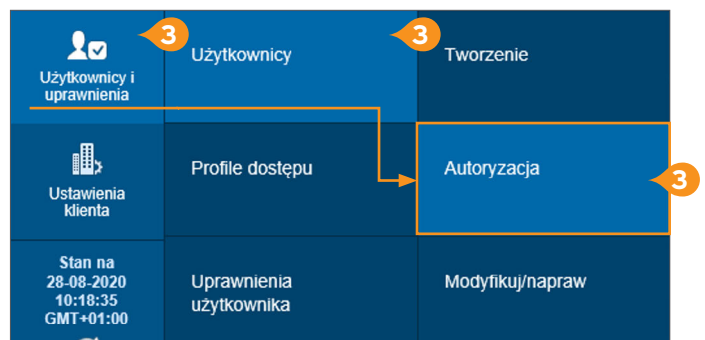 3
Użytkownicy i
uprawnienia
Użytkownicy
3
Tworzenie
Ustawienia
klienta
Profile dostępu
Autoryzacja
3
Stan na
28-08-2020
10:18:35
GMT+01:00
Uprawnienia
użytkownika
Modyfikuj/napraw